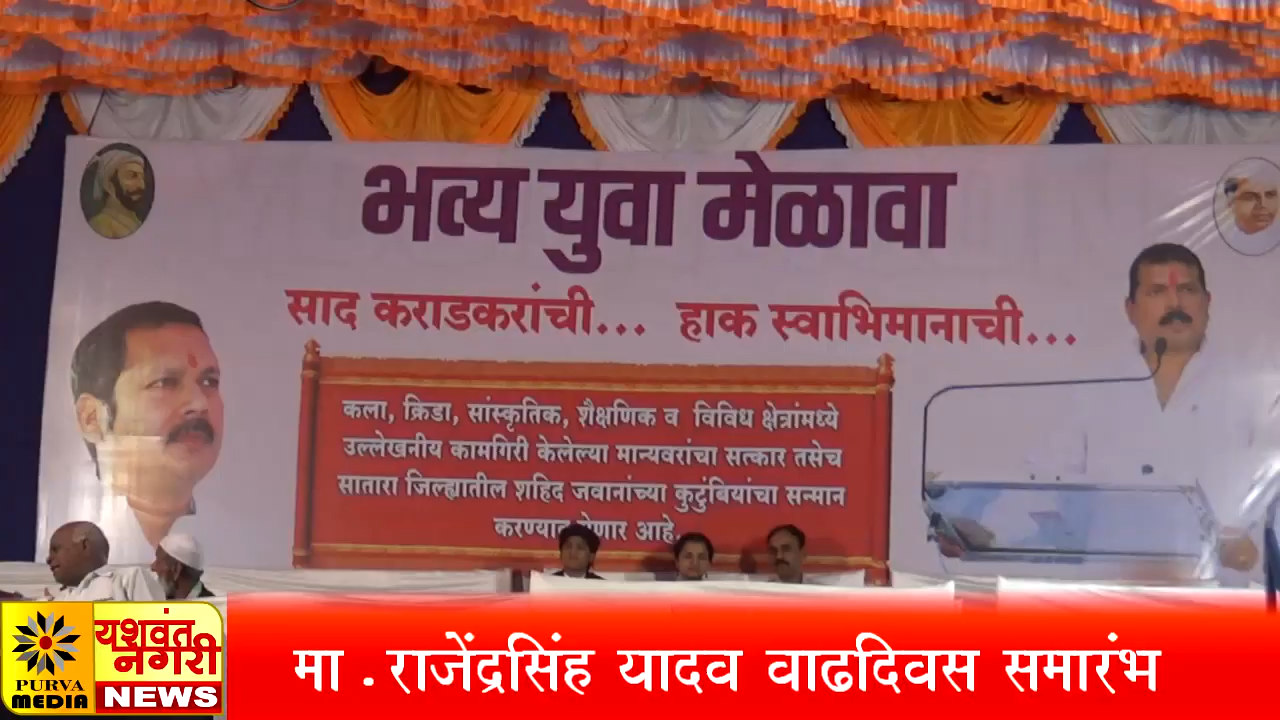 भव्य युवा मेळावा
साद कराडकरांची... हाक स्वाभिमानाची...
कला, क्रिडा, सांस्कृतिक, शैक्षणिक व विविध क्षेत्रांमध्ये
उल्लेखनीय कामगिरी केलेल्या मान्यवरांचा सत्कार तसेच
सातारा जिल्ह्यातील शहिद जवानांच्या कुटुंबियांचा सन्मान
आहे.
PURVA
MEDIA
यशवंत
नगरी
NEWS
मा . राजेंद्रसिंह यादव वाढदिवस समारंभ